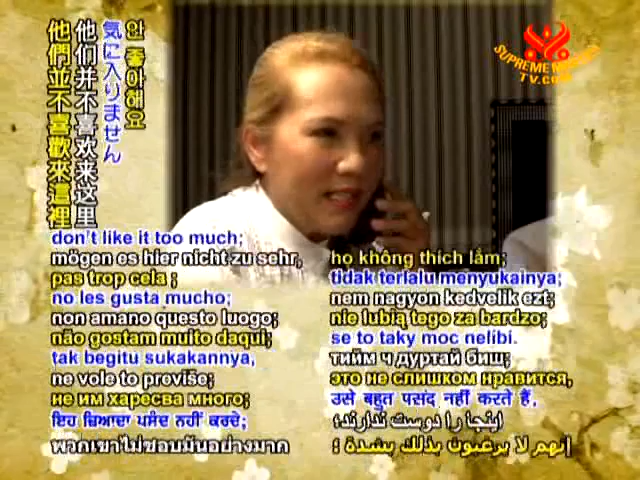 SUPREME MASTER
TV.COM
안 좋아해요
気に入りません
他们并不喜欢来这里
他們並不喜歡來這裡
don't like it too much;
mögen es hier nicht zu sehr,
pas trop cela ;
no les gusta mucho;
non amano questo luogo;
não gostam muito daqui;
tak begitu sukakannya,
ne vole to previše;
не им харесва много;
ਇਹ ਜ਼ਿਆਦਾ ਪਸੰਦ ਨਹੀਂ ਕਰਦੇ;
พวกเขาไม่ชอบมันอย่างมาก
họ không thích lắm;
tidak terlalu menyukainya;
nem nagyon kedvelik ezt;
nie lubią tego za bardzo;
se to taky moc nelíbí.
тийм ч дуртай биш;
это не слишком нравится,
उसे बहुत पसंद नहीं करते हैं,
اینجا را دوست ندارند؛
إنهم لا يرغبون بذلك بشدة ؛